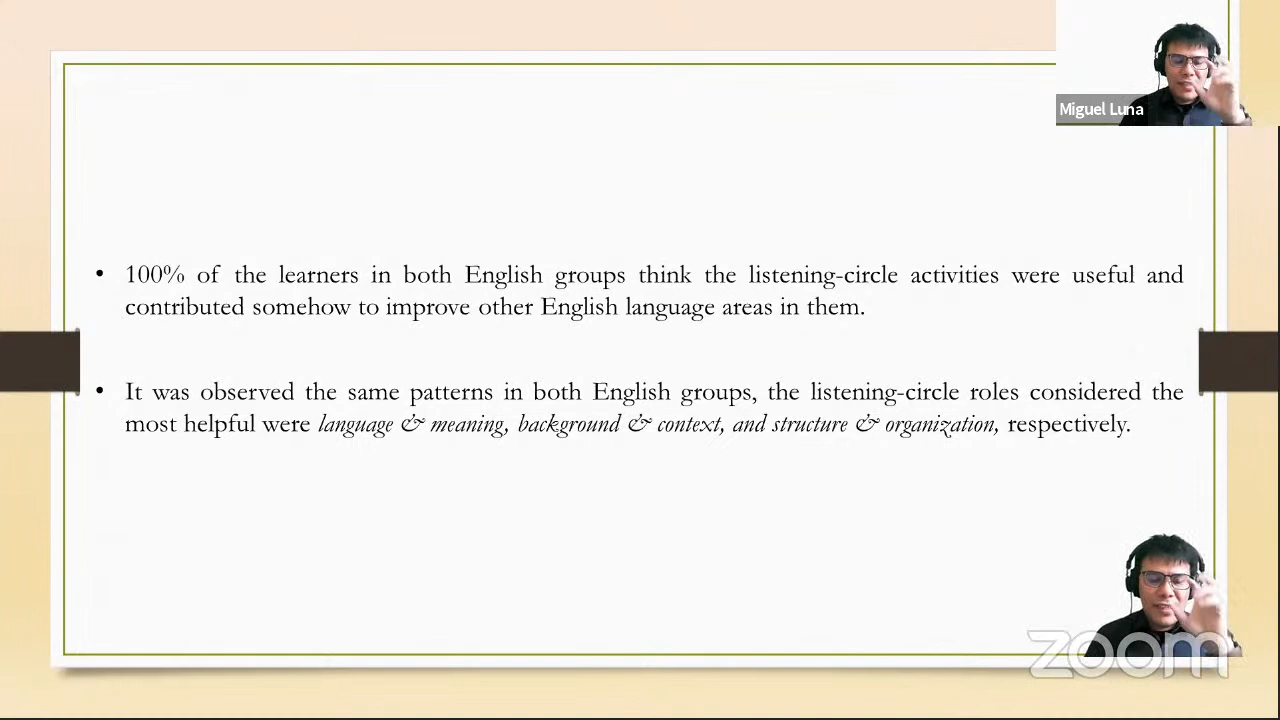 Miguel Luna
• 100% of the learners in both English groups think the listening-circle activities were useful and
contributed somehow to improve other English language areas in them.
• It was observed the same patterns in both English groups, the listening-circle roles considered the
most helpful were language & meaning, background & context, and structure & organization, respectively.
zoom